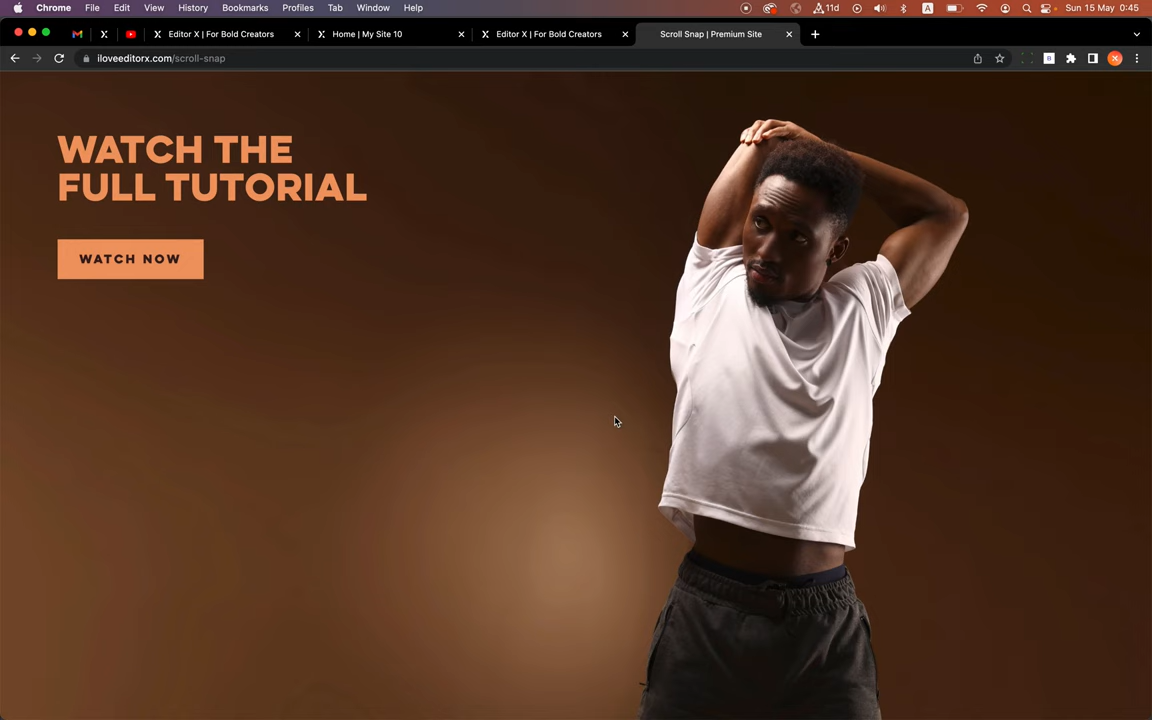 Chrome File Edit View History Bookmarks Profiles Tab Window Help 11d A Sun 15 May 0:45
Editor X | For Bold Creators Home | My Site 10 Editor X | For Bold Creators Scroll Snap | Premium Site
iloveeditorx.com/scroll-snap
WATCH THE
FULL TUTORIAL
WATCH NOW